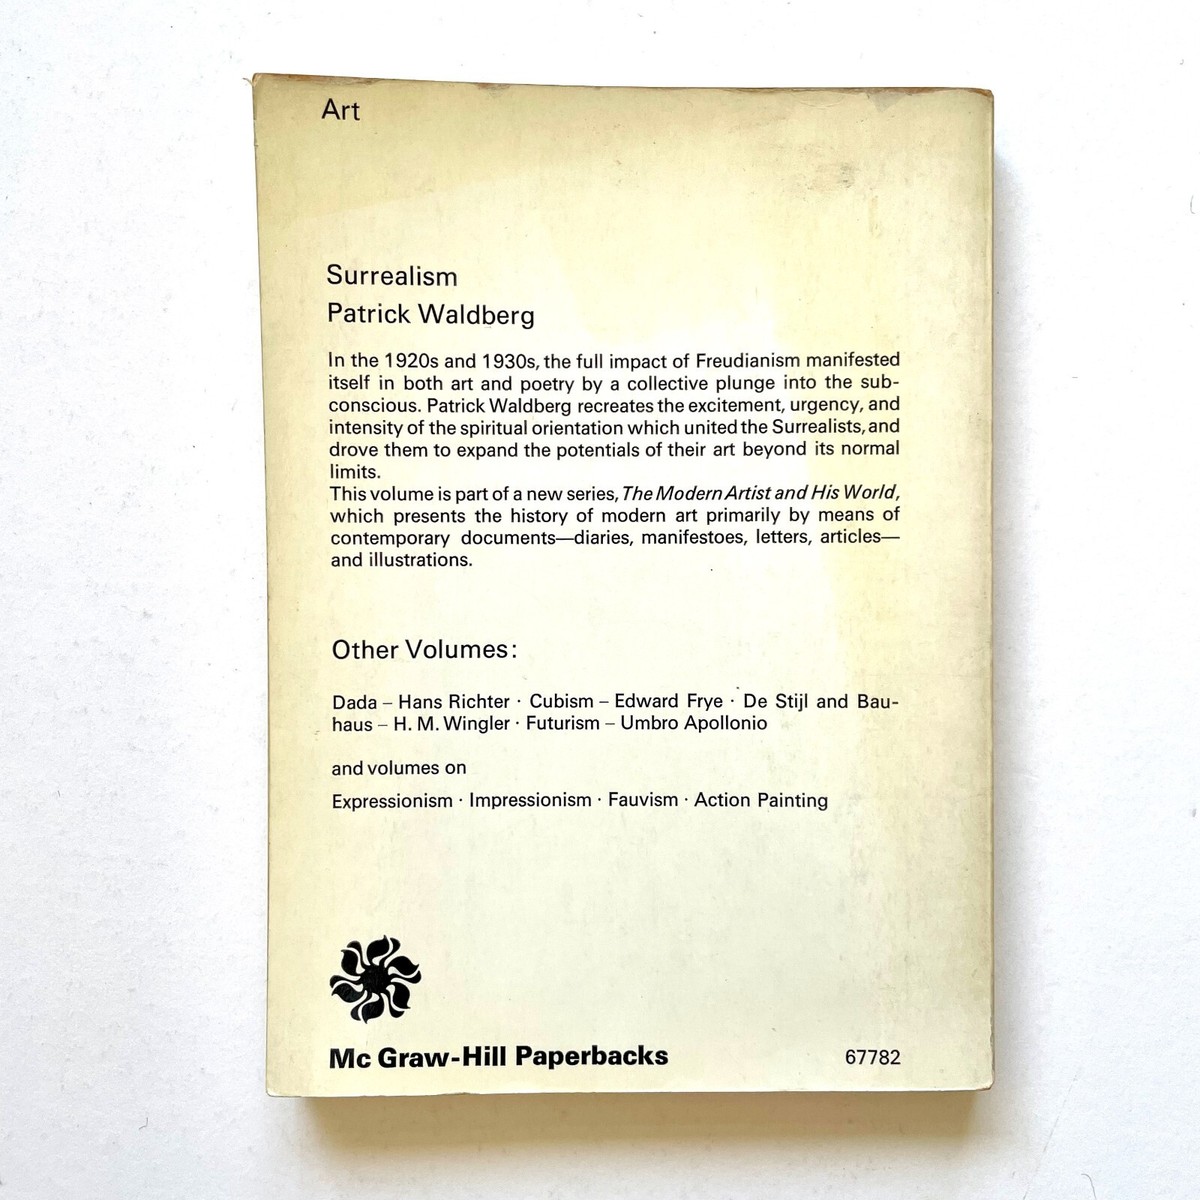 Art
Surrealism
Patrick Waldberg
In the 1920s and 1930s, the full impact of Freudianism manifested
itself in both art and poetry by a collective plunge into the sub-
conscious. Patrick Waldberg recreates the excitement, urgency, and
intensity of the spiritual orientation which united the Surrealists, and
drove them to expand the potentials of their art beyond its normal
limits.
This volume is part of a new series, The Modern Artist and His World,
which presents the history of modern art primarily by means of
contemporary documents—diaries, manifestoes, letters, articles—
and illustrations.
Other Volumes:
Dada – Hans Richter · Cubism – Edward Frye · De Stijl and Bau-
haus – H. M. Wingler · Futurism – Umbro Apollonio
and volumes on
Expressionism · Impressionism · Fauvism · Action Painting
Mc Graw-Hill Paperbacks 67782